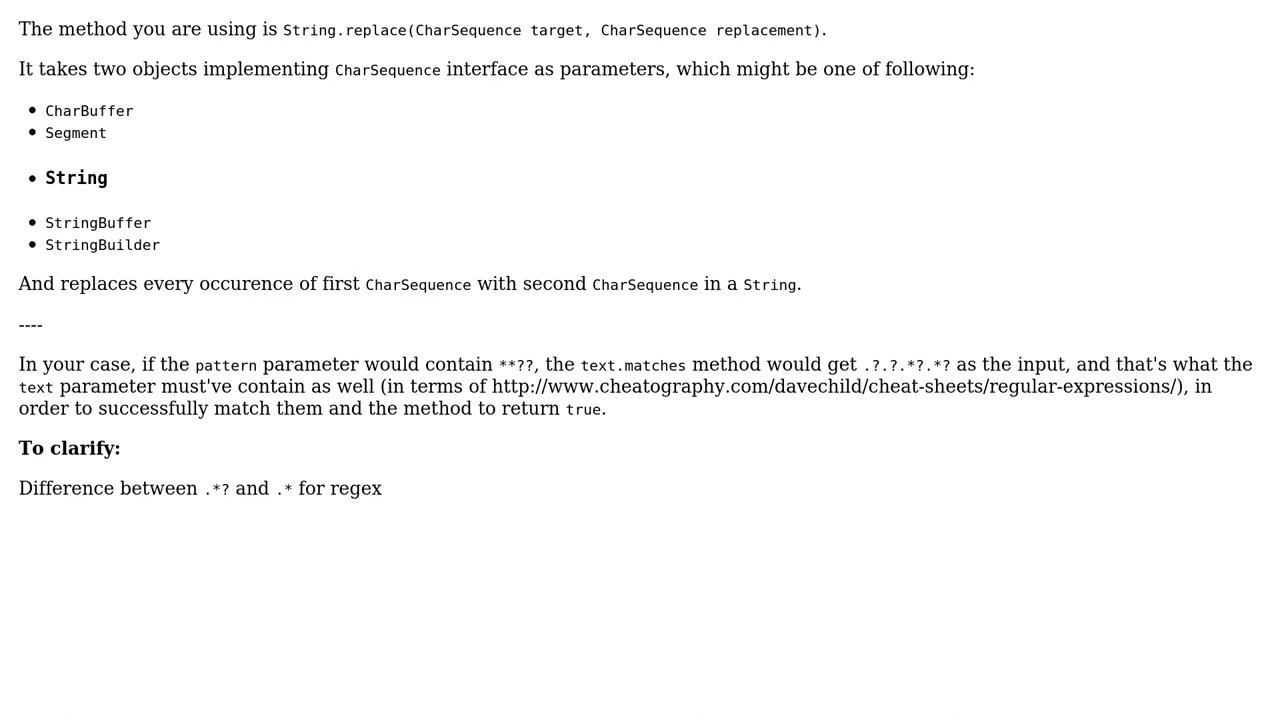 The method you are using is String.replace(CharSequence target, CharSequence replacement).
It takes two objects implementing CharSequence interface as parameters, which might be one of following:
• CharBuffer
• Segment
• String
• StringBuffer
• StringBuilder
And replaces every occurence of first CharSequence with second CharSequence in a String.
----
In your case, if the pattern parameter would contain **??, the text.matches method would get .?.?.*?.*? as the input, and that's what the
text parameter must've contain as well (in terms of http://www.cheatography.com/davechild/cheat-sheets/regular-expressions/), in
order to successfully match them and the method to return true.
To clarify:
Difference between .*? and .* for regex